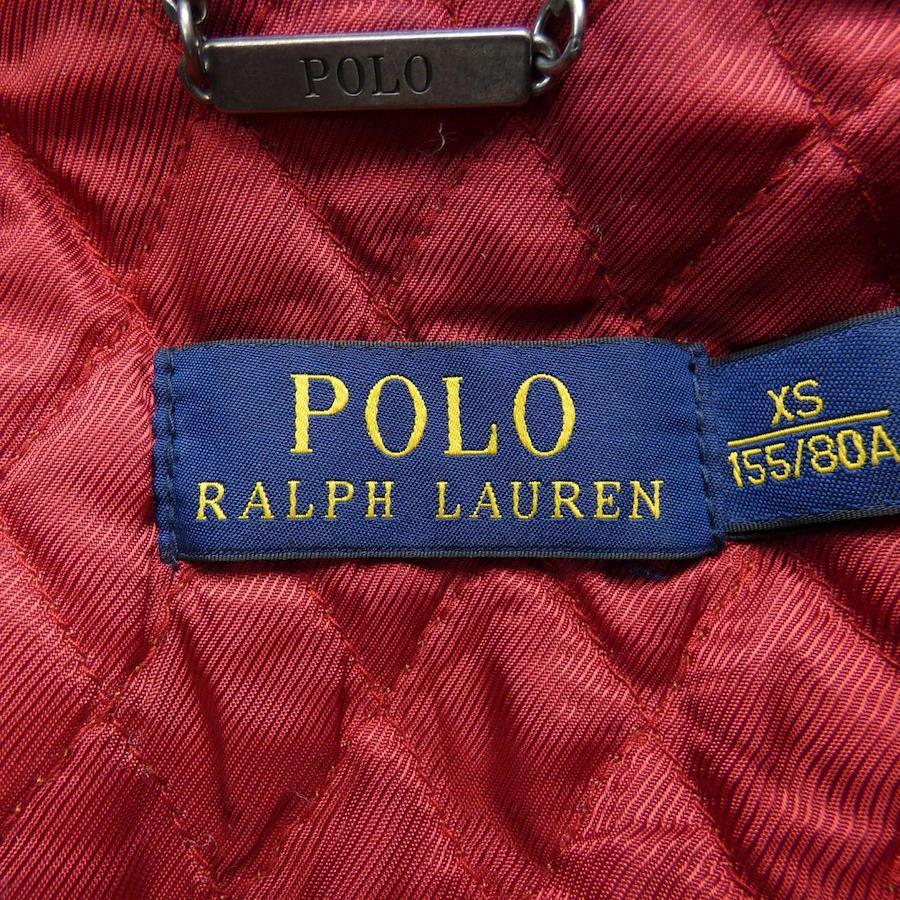 POLO
POLO
RALPH LAUREN
XS
155/80A